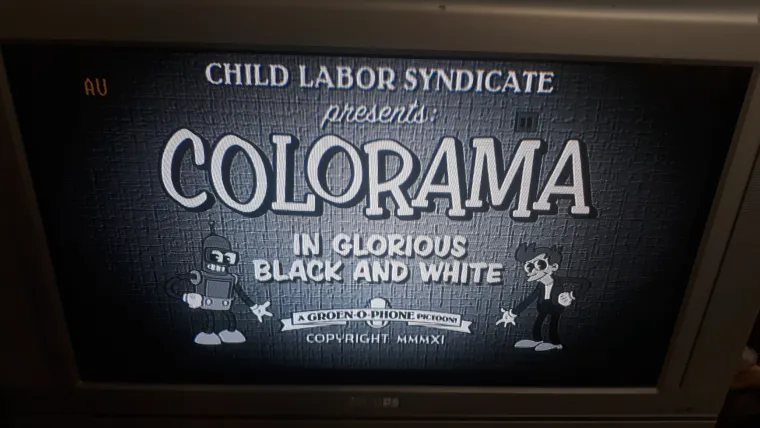 AU
CHILD LABOR SYNDICATE
presents:
COLORAMA
IN GLORIOUS
BLACK AND WHITE
A GROEN-O-PHONE PICTOON!
COPYRIGHT MMMXI